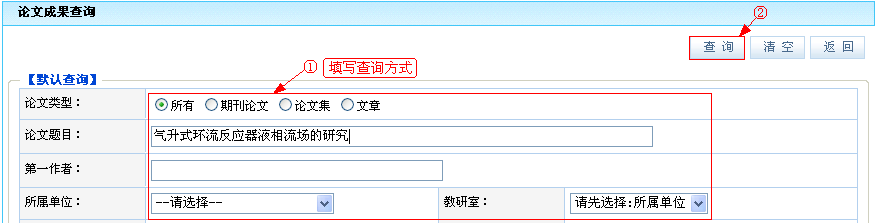 论文成果查询
②
查 询 清 空 返 回
① 填写查询方式
【默认查询】
论文类型： 所有 期刊论文 论文集 文章
论文题目： 气升式环流反应器液相流场的研究
第一作者：
所属单位： --请选择-- 教研室： 请先选择:所属单位